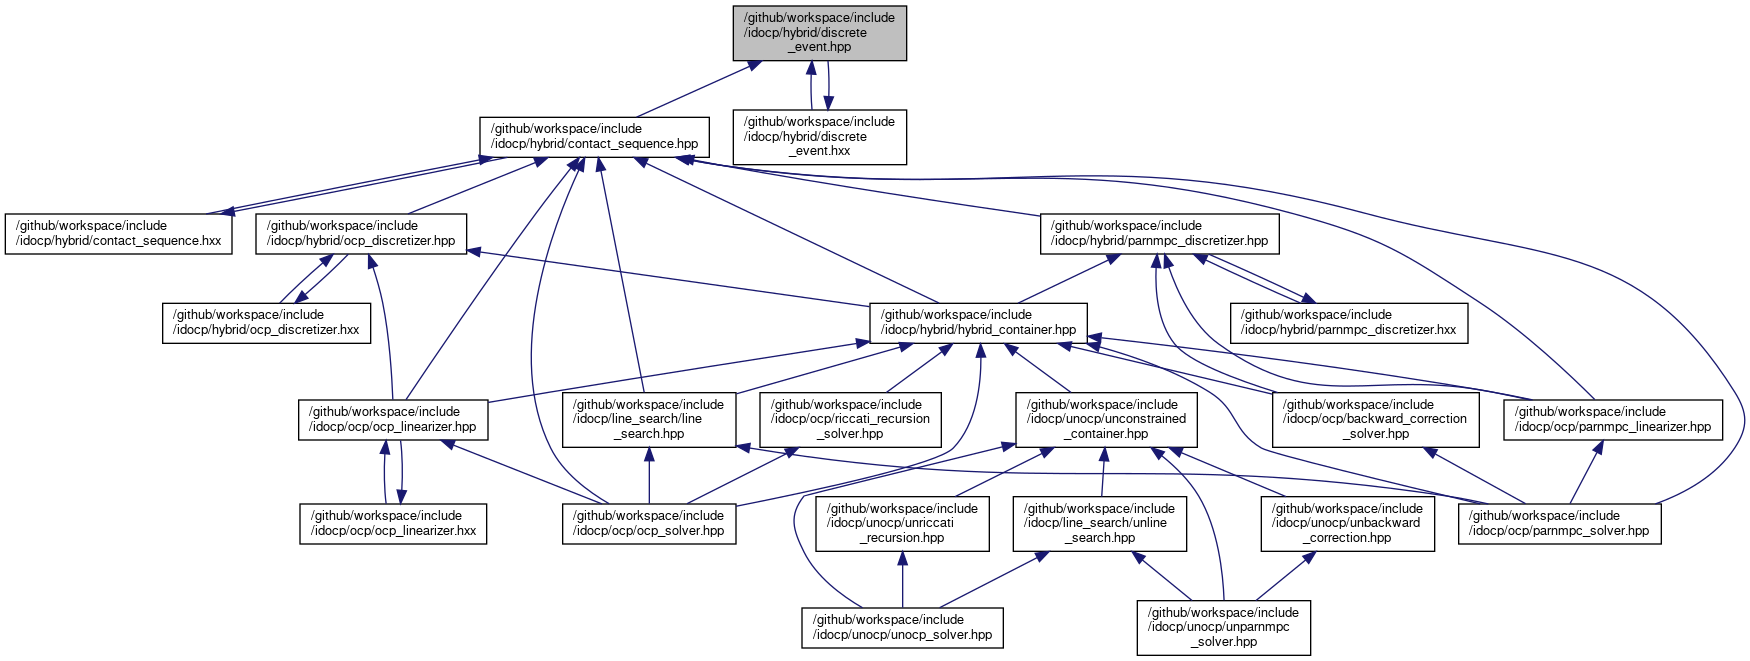 /github/workspace/include
/idocp/hybrid/discrete
_event.hpp
/github/workspace/include
/idocp/hybrid/contact_sequence.hpp
/github/workspace/include
/idocp/hybrid/discrete
_event.hxx
/github/workspace/include
/idocp/hybrid/contact_sequence.hxx
/github/workspace/include
/idocp/hybrid/ocp_discretizer.hpp
/github/workspace/include
/idocp/hybrid/parnmpc_discretizer.hpp
/github/workspace/include
/idocp/hybrid/ocp_discretizer.hxx
/github/workspace/include
/idocp/hybrid/hybrid_container.hpp
/github/workspace/include
/idocp/hybrid/parnmpc_discretizer.hxx
/github/workspace/include
/idocp/ocp/ocp_linearizer.hpp
/github/workspace/include
/idocp/line_search/line
_search.hpp
/github/workspace/include
/idocp/ocp/riccati_recursion
_solver.hpp
/github/workspace/include
/idocp/unocp/unconstrained
_container.hpp
/github/workspace/include
/idocp/ocp/backward_correction
_solver.hpp
/github/workspace/include
/idocp/ocp/parnmpc_linearizer.hpp
/github/workspace/include
/idocp/ocp/ocp_linearizer.hxx
/github/workspace/include
/idocp/ocp/ocp_solver.hpp
/github/workspace/include
/idocp/unocp/unriccati
_recursion.hpp
/github/workspace/include
/idocp/line_search/unline
_search.hpp
/github/workspace/include
/idocp/unocp/unbackward
_correction.hpp
/github/workspace/include
/idocp/ocp/parnmpc_solver.hpp
/github/workspace/include
/idocp/unocp/unocp_solver.hpp
/github/workspace/include
/idocp/unocp/unparnmpc
_solver.hpp